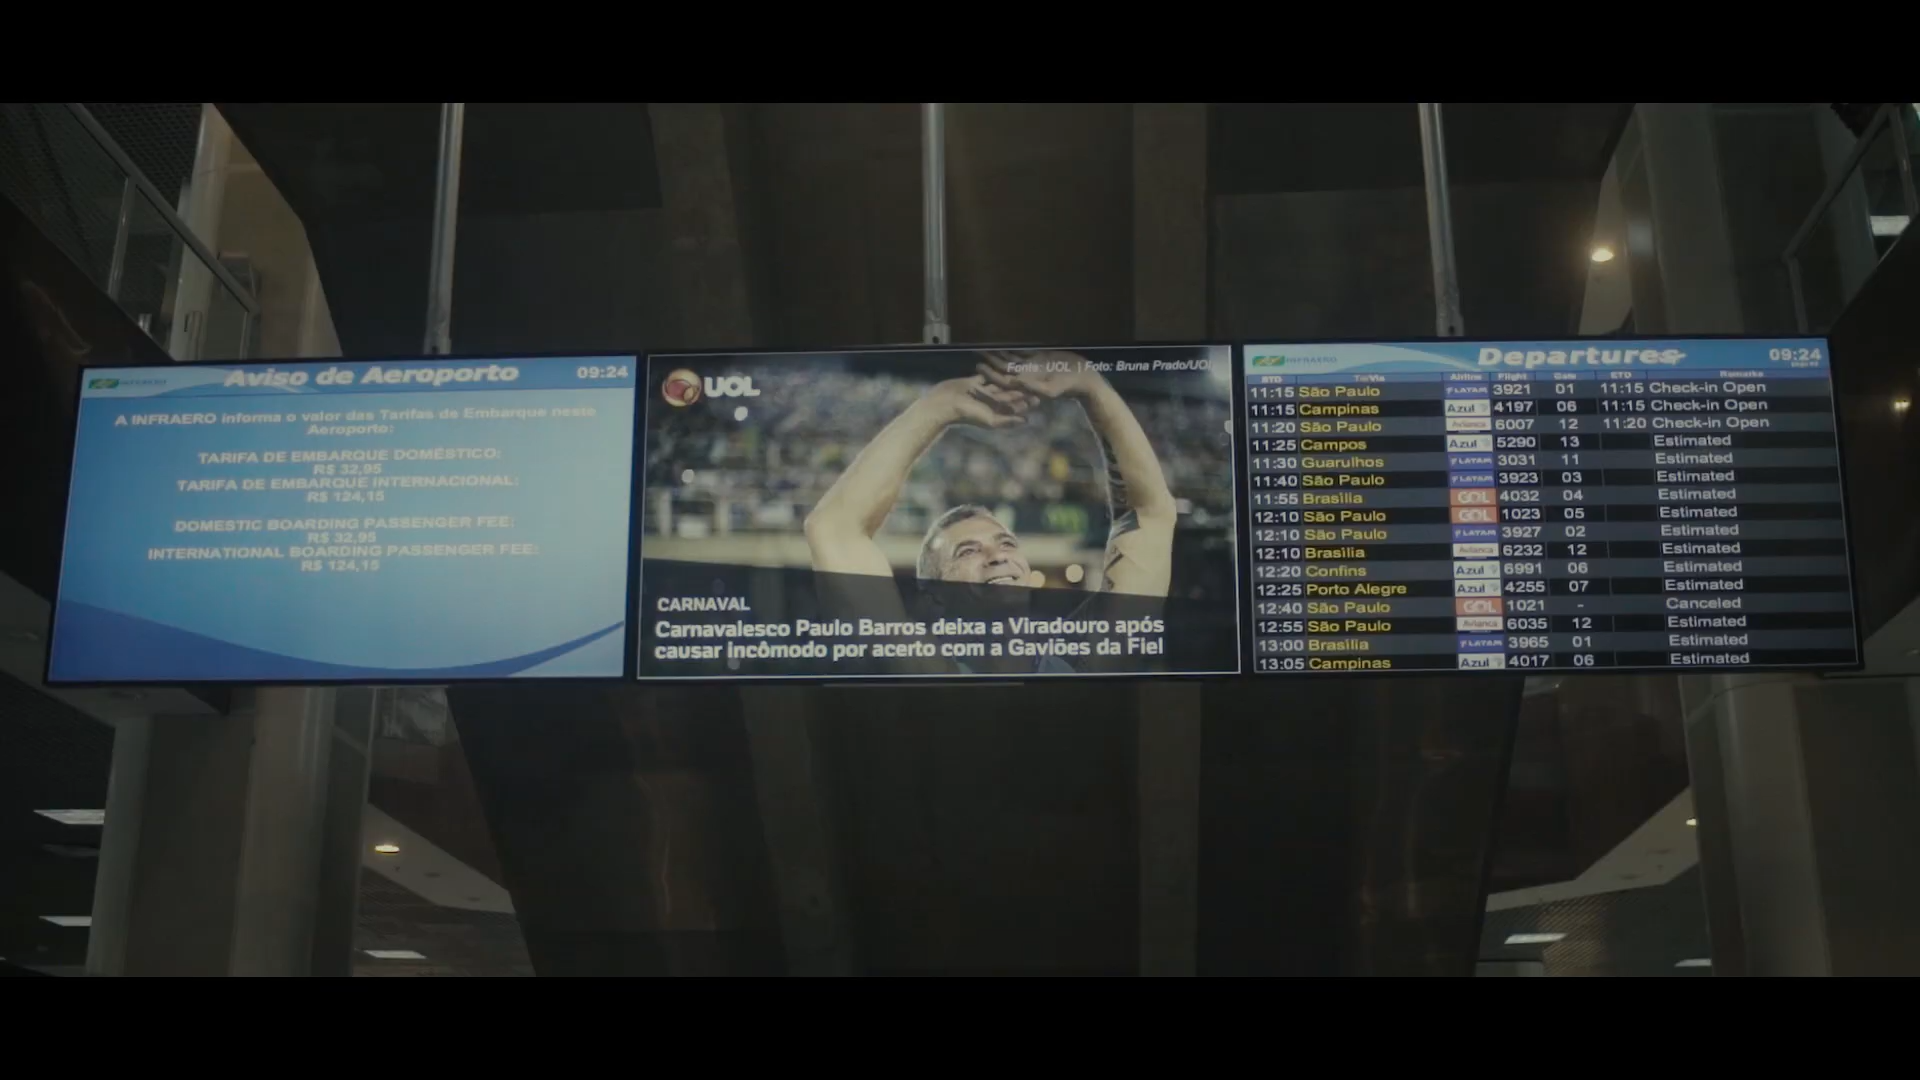 INFRAERO
Aviso de Aeroporto
09:24
A INFRAERO informa o valor das Tarifas de Embarque neste
Aeroporto:
TARIFA DE EMBARQUE DOMÉSTICO:
R$ 32,95
TARIFA DE EMBARQUE INTERNACIONAL:
R$ 124,15
DOMESTIC BOARDING PASSENGER FEE:
R$ 32,95
INTERNATIONAL BOARDING PASSENGER FEE:
R$ 124,15
Fonte: UOL | Foto: Bruna Prado/UOL
UOL
CARNAVAL
Carnavalesco Paulo Barros deixa a Viradouro após
causar incômodo por acerto com a Gaviões da Fiel
INFRAERO
Departures
09:24
STD To/Via Airline Flight Gate ETD Remarks
11:15 São Paulo LATAM 3921 01 11:15 Check-in Open
11:15 Campinas Azul 4197 06 11:15 Check-in Open
11:20 São Paulo Avianca 6007 12 11:20 Check-in Open
11:25 Campos Azul 5290 13 Estimated
11:30 Guarulhos LATAM 3031 11 Estimated
11:40 São Paulo LATAM 3923 03 Estimated
11:55 Brasília GOL 4032 04 Estimated
12:10 São Paulo GOL 1023 05 Estimated
12:10 São Paulo LATAM 3927 02 Estimated
12:10 Brasília Avianca 6232 12 Estimated
12:20 Confins Azul 6991 06 Estimated
12:25 Porto Alegre Azul 4255 07 Estimated
12:40 São Paulo GOL 1021 - Canceled
12:55 São Paulo Avianca 6035 12 Estimated
13:00 Brasília LATAM 3965 01 Estimated
13:05 Campinas Azul 4017 06 Estimated